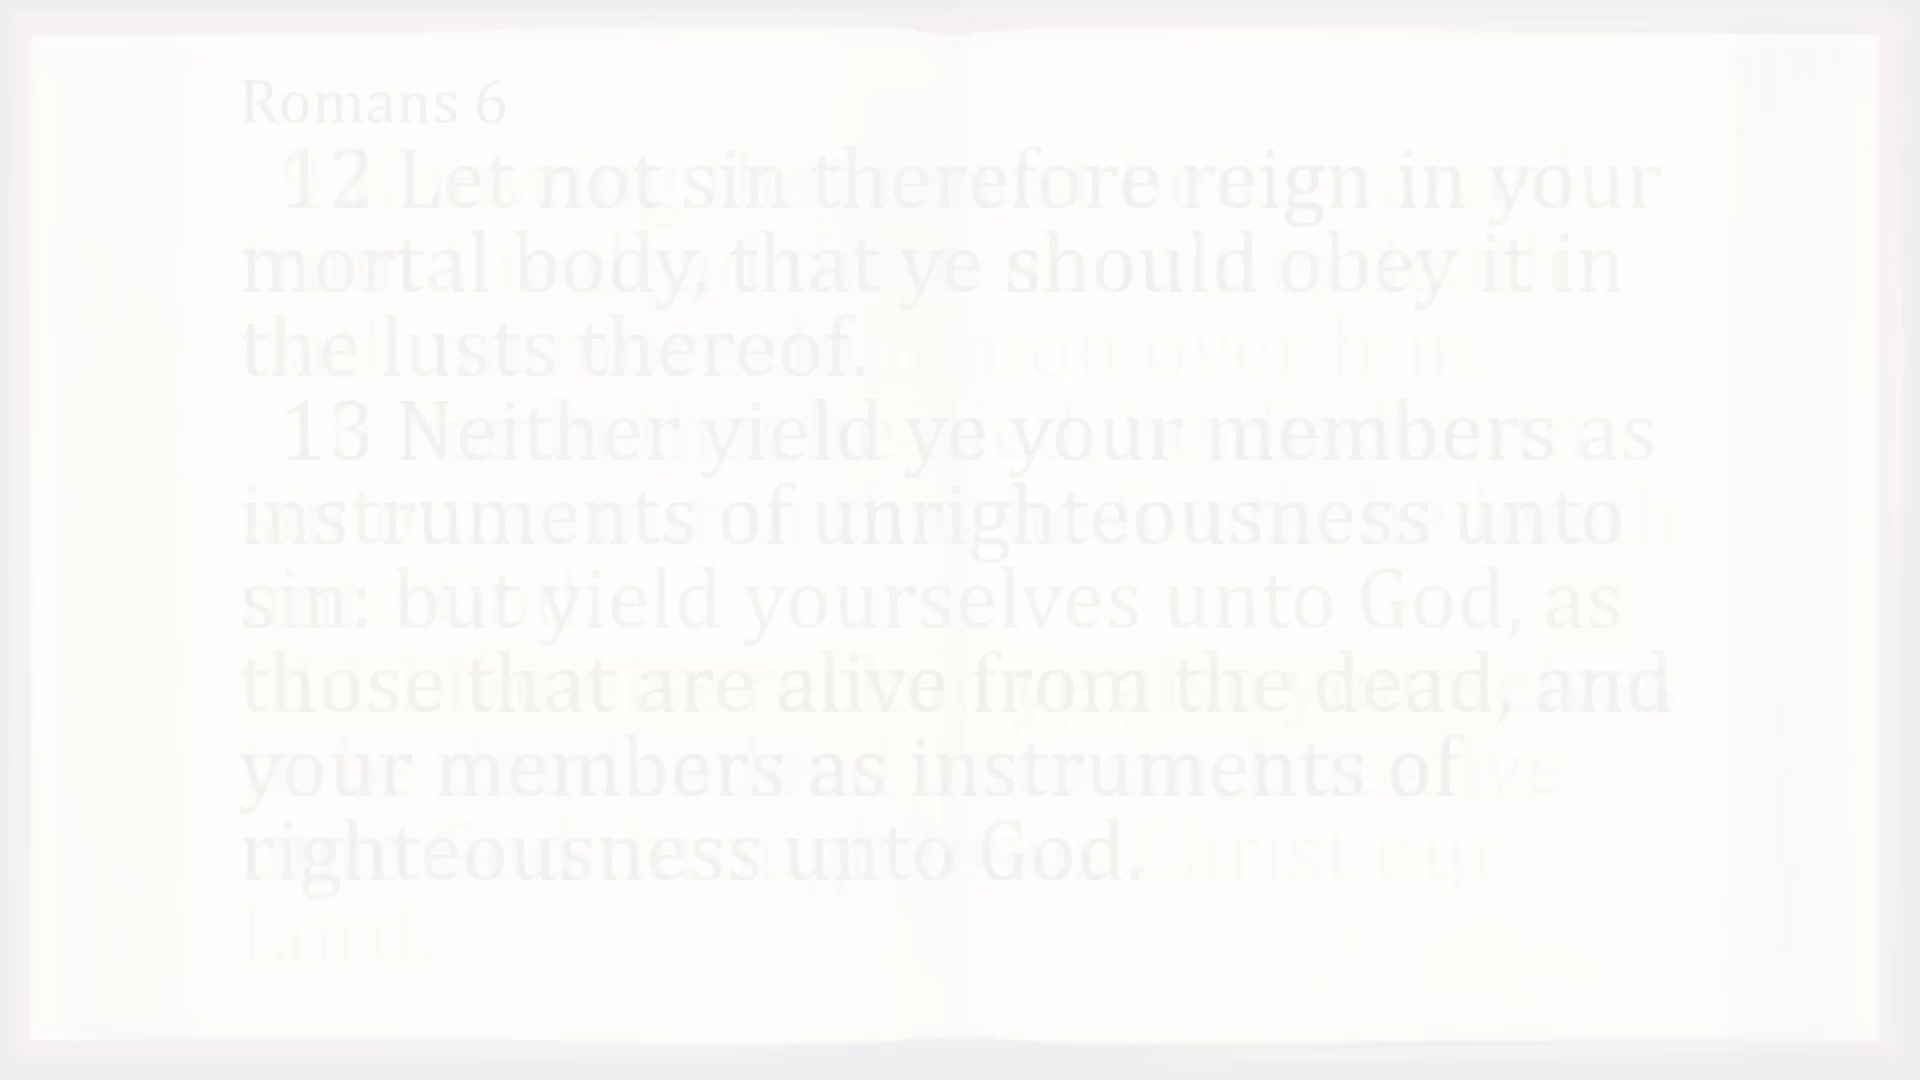 Romans 6
12 Let not sin therefore reign in your
mortal body, that ye should obey it in
the lusts thereof.
13 Neither yield ye your members as
instruments of unrighteousness unto
sin: but yield yourselves unto God, as
those that are alive from the dead, and
your members as instruments of
righteousness unto God.
Lord.